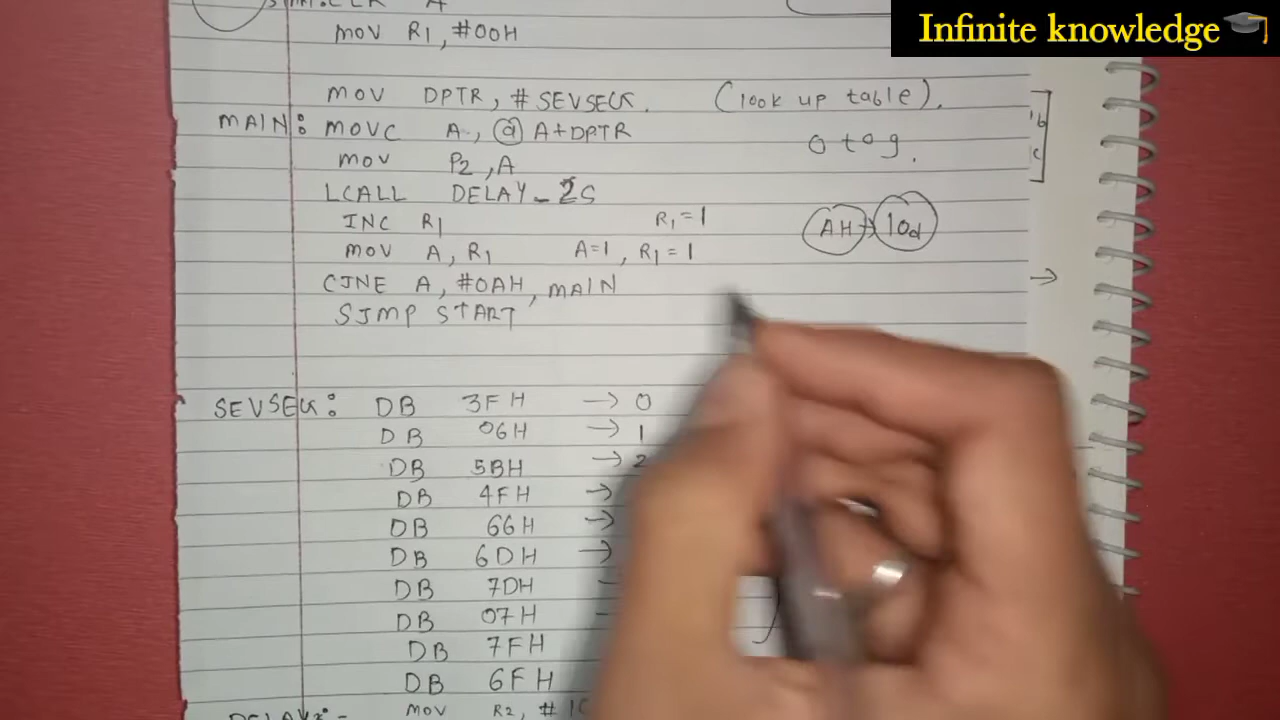 Infinite knowledge
A
MOV R1, #00H
MOV DPTR, # SEVSECK. (look up table).
MAIN: MOVC A, @ A+DPTR
0 to 9.
MOV P2, A
LCALL DELAY_2S
INC R1 R1=1
AH → 10d
MOV A, R1 A=1, R1=1
CJNE A, #0AH, MAIN
SJMP START
SEVSECK: DB 3FH → 0
DB 06H → 1
DB 5BH → 2
DB 4FH →
DB 66H →
DB 6DH →
DB 7DH
DB 07H
DB 7FH
DB 6FH
MOV R2, #